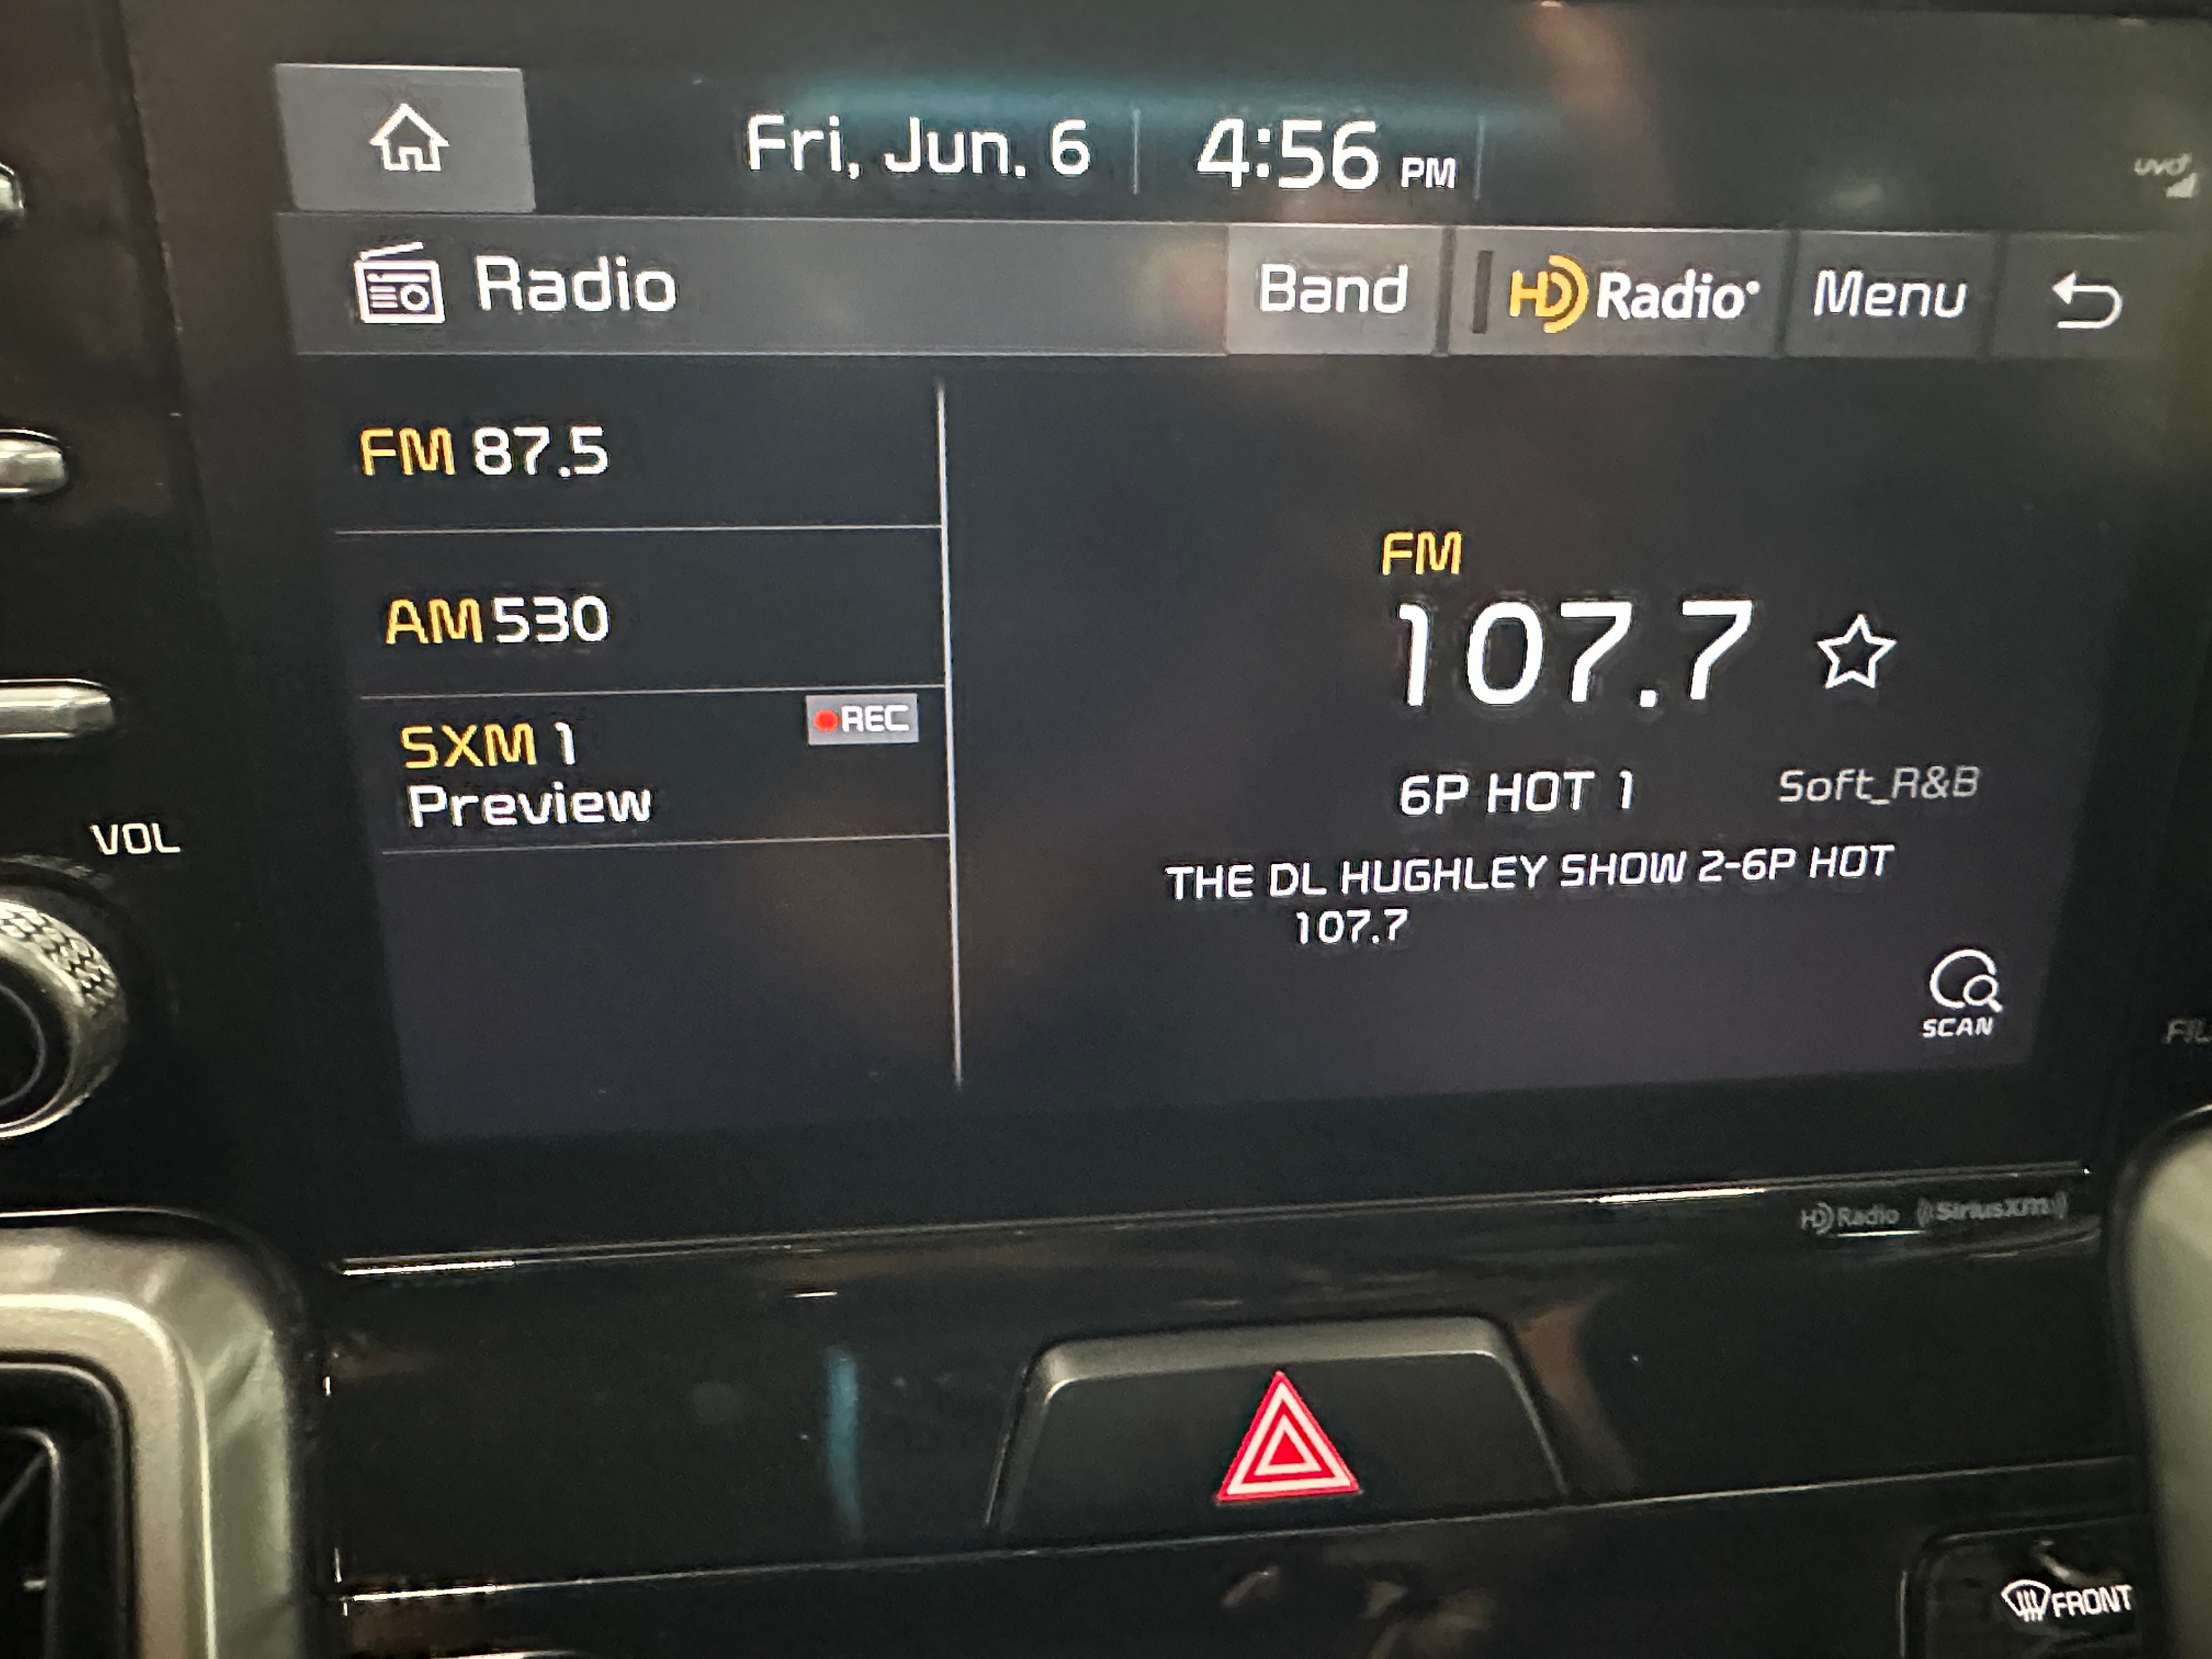 Fri, Jun. 6 4:56 PM
uvo
Radio Band HD Radio Menu
FM 87.5
AM 530
SXM 1 REC
Preview
FM
107.7
6P HOT 1 Soft_R&B
THE DL HUGHLEY SHOW 2-6P HOT
107.7
SCAN
VOL
HD Radio SiriusXM
FRONT